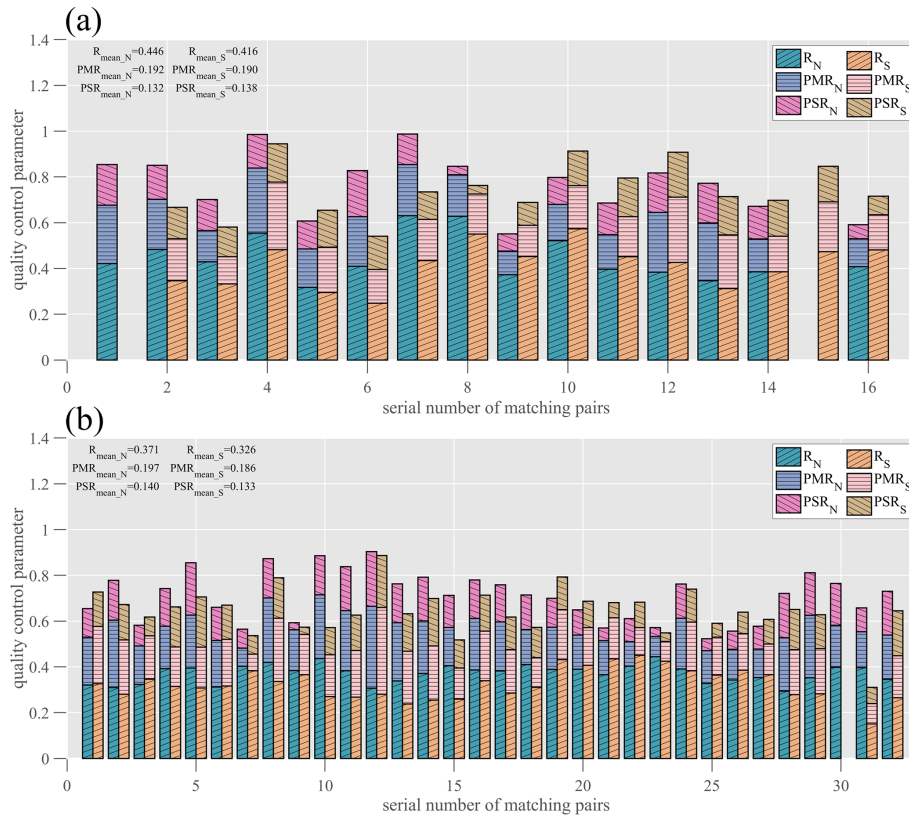 (a)
R_mean_N=0.446 R_mean_S=0.416
PMR_mean_N=0.192 PMR_mean_S=0.190
PSR_mean_N=0.132 PSR_mean_S=0.138
R_N R_S
PMR_N PMR_S
PSR_N PSR_S
quality control parameter
1.4
1.2
1
0.8
0.6
0.4
0.2
0
0 2 4 6 8 10 12 14 16
serial number of matching pairs
(b)
R_mean_N=0.371 R_mean_S=0.326
PMR_mean_N=0.197 PMR_mean_S=0.186
PSR_mean_N=0.140 PSR_mean_S=0.133
R_N R_S
PMR_N PMR_S
PSR_N PSR_S
quality control parameter
1.4
1.2
1
0.8
0.6
0.4
0.2
0
0 5 10 15 20 25 30
serial number of matching pairs